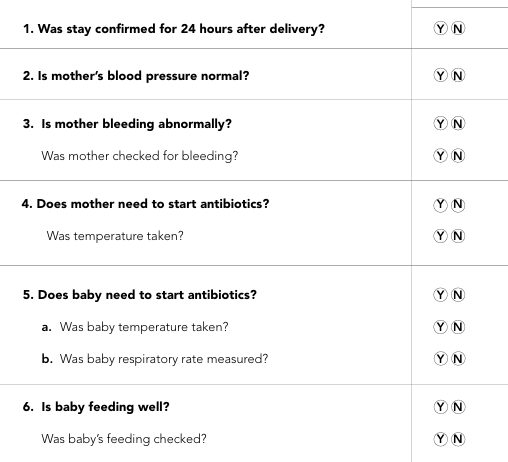 1. Was stay confirmed for 24 hours after delivery? Y N
2. Is mother's blood pressure normal? Y N
3. Is mother bleeding abnormally? Y N
Was mother checked for bleeding? Y N
4. Does mother need to start antibiotics? Y N
Was temperature taken? Y N
5. Does baby need to start antibiotics? Y N
a. Was baby temperature taken? Y N
b. Was baby respiratory rate measured? Y N
6. Is baby feeding well? Y N
Was baby's feeding checked? Y N